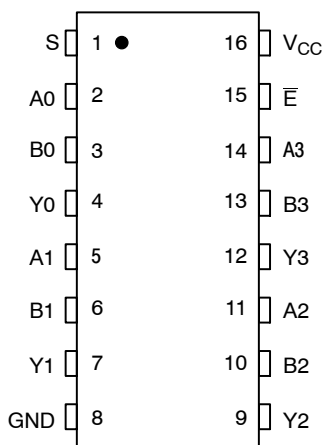 S 1 16 VCC
A0 2 15 E̅
B0 3 14 A3
Y0 4 13 B3
A1 5 12 Y3
B1 6 11 A2
Y1 7 10 B2
GND 8 9 Y2